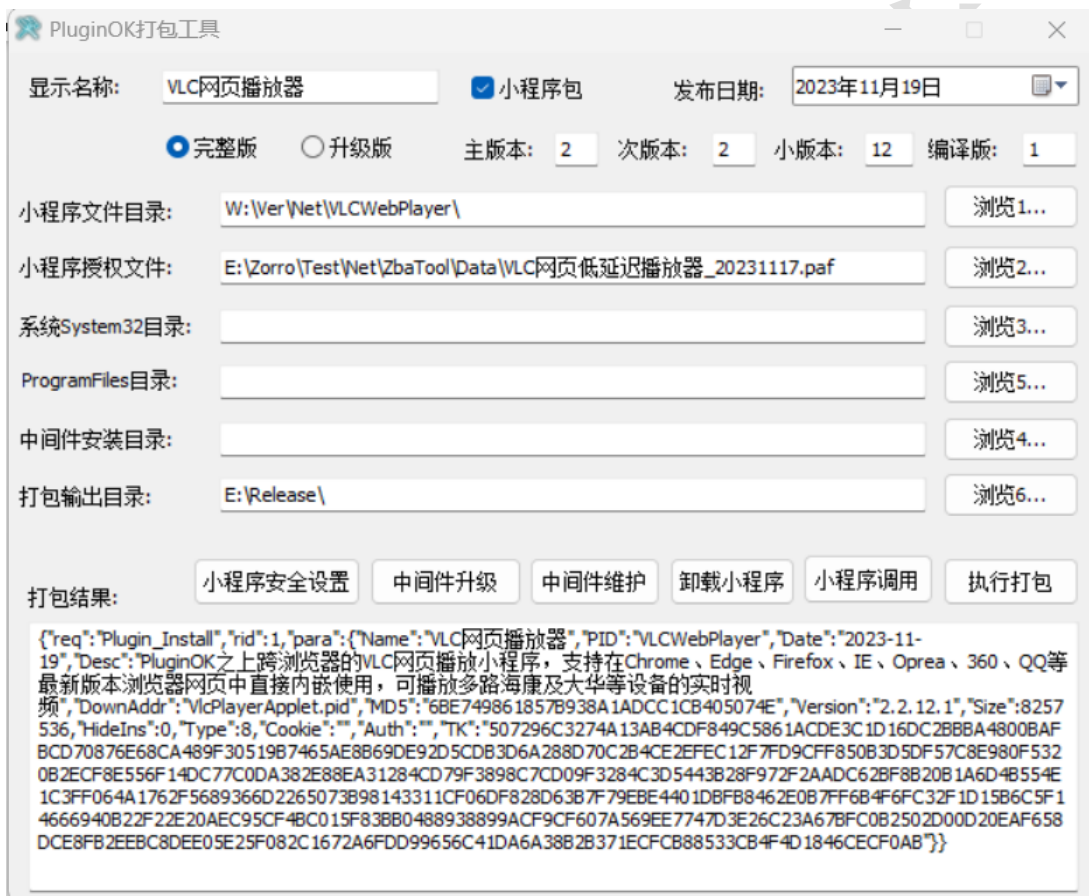 PluginOK打包工具
显示名称: VLC网页播放器 小程序包 发布日期: 2023年11月19日
完整版 升级版 主版本: 2 次版本: 2 小版本: 12 编译版: 1
小程序文件目录: W:\Ver\Net\VLCWebPlayer\ 浏览1...
小程序授权文件: E:\Zorro\Test\Net\ZbaTool\Data\VLC网页低延迟播放器_20231117.paf 浏览2...
系统System32目录: 浏览3...
ProgramFiles目录: 浏览5...
中间件安装目录: 浏览4...
打包输出目录: E:\Release\ 浏览6...
打包结果: 小程序安全设置 中间件升级 中间件维护 卸载小程序 小程序调用 执行打包
{"req":"Plugin_Install","rid":1,"para":{"Name":"VLC网页播放器","PID":"VLCWebPlayer","Date":"2023-11-
19","Desc":"PluginOK之上跨浏览器的VLC网页播放小程序，支持在Chrome、Edge、Firefox、IE、Oprea、360、QQ等
最新版本浏览器网页中直接内嵌使用，可播放多路海康及大华等设备的实时视
频","DownAddr":"VlcPlayerApplet.pid","MD5":"6BE749861857B938A1ADCC1CB405074E","Version":"2.2.12.1","Size":8257
536,"HideIns":0,"Type":8,"Cookie":"","Auth":"","TK":"507296C3274A13AB4CDF849C5861ACDE3C1D16DC2BBBA4800BAF
BCD70876E68CA489F30519B7465AE8B69DE92D5CDB3D6A288D70C2B4CE2EFEC12F7FD9CFF850B3D5DF57C8E980F532
0B2ECF8E556F14DC77C0DA382E88EA31284CD79F3898C7CD09F3284C3D5443B28F972F2AADC62BF8B20B1A6D4B554E
1C3FF064A1762F5689366D2265073B98143311CF06DF828D63B7F79EBE4401DBFB8462E0B7FF6B4F6FC32F1D15B6C5F1
4666940B22F22E20AEC95CF4BC015F83BB0488938899ACF9CF607A569EE7747D3E26C23A67BFC0B2502D00D20EAF658
DCE8FB2EEBC8DEE05E25F082C1672A6FDD99656C41DA6A38B2B371ECFCB88533CB4F4D1846CECF0AB"}}